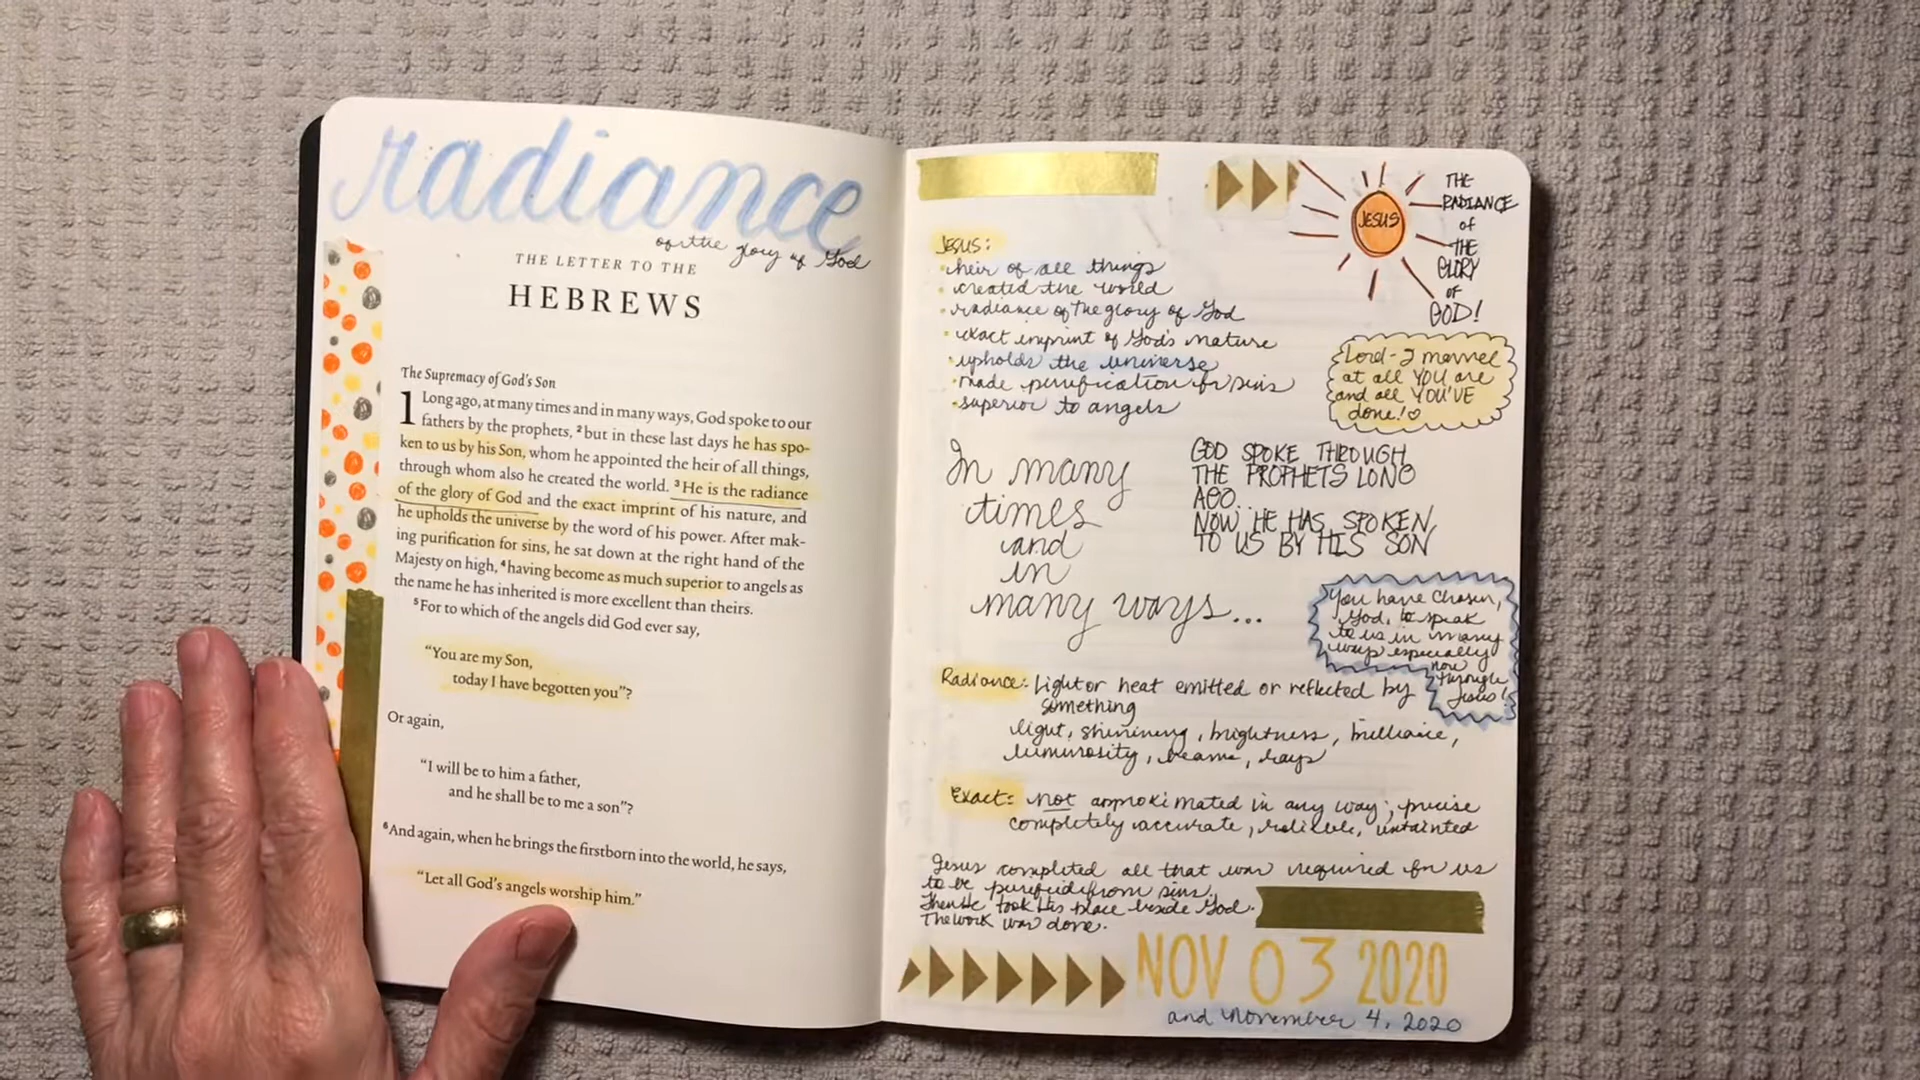 radiance
of the glory of God
THE LETTER TO THE
HEBREWS
The Supremacy of God's Son
1 Long ago, at many times and in many ways, God spoke to our
fathers by the prophets, 2 but in these last days he has spo-
ken to us by his Son, whom he appointed the heir of all things,
through whom also he created the world. 3 He is the radiance
of the glory of God and the exact imprint of his nature, and
he upholds the universe by the word of his power. After mak-
ing purification for sins, he sat down at the right hand of the
Majesty on high, 4 having become as much superior to angels as
the name he has inherited is more excellent than theirs.
5 For to which of the angels did God ever say,
“You are my Son,
today I have begotten you”?
Or again,
“I will be to him a father,
and he shall be to me a son”?
6 And again, when he brings the firstborn into the world, he says,
“Let all God's angels worship him.”
JESUS
THE
RADIANCE
of
THE
GLORY
of
GOD!
JESUS:
• heir of all things
• created the world
• radiance of the glory of God
• exact imprint of God's nature
• upholds the universe
• made purification for sins
• superior to angels
Lord - I marvel
at all YOU are
and all YOU'VE
done!♡
In many
times
and
in
many ways...
GOD SPOKE THROUGH
THE PROPHETS LONG
AGO...
NOW HE HAS SPOKEN
TO US BY HIS SON
You have chosen,
God, to speak
to us in many
ways especially
now
through
Jesus!
Radiance: Light or heat emitted or reflected by
something
light, shinining, brightness, brilliance,
luminosity, beams, rays
Exact: Not approximated in any way; precise
completely accurate, reliable, untainted
Jesus completed all that was required for us
to be purified from sins.
Then He took His place beside God.
The work was done.
NOV 03 2020
and November 4, 2020